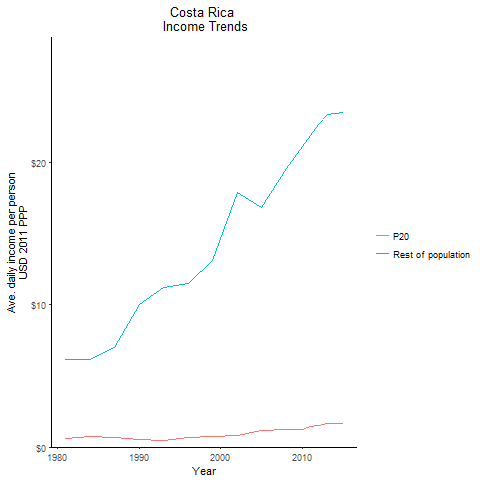 Costa Rica
Income Trends
Ave. daily income per person
USD 2011 PPP
$20
$10
$0
1980
1990
2000
2010
Year
P20
Rest of population